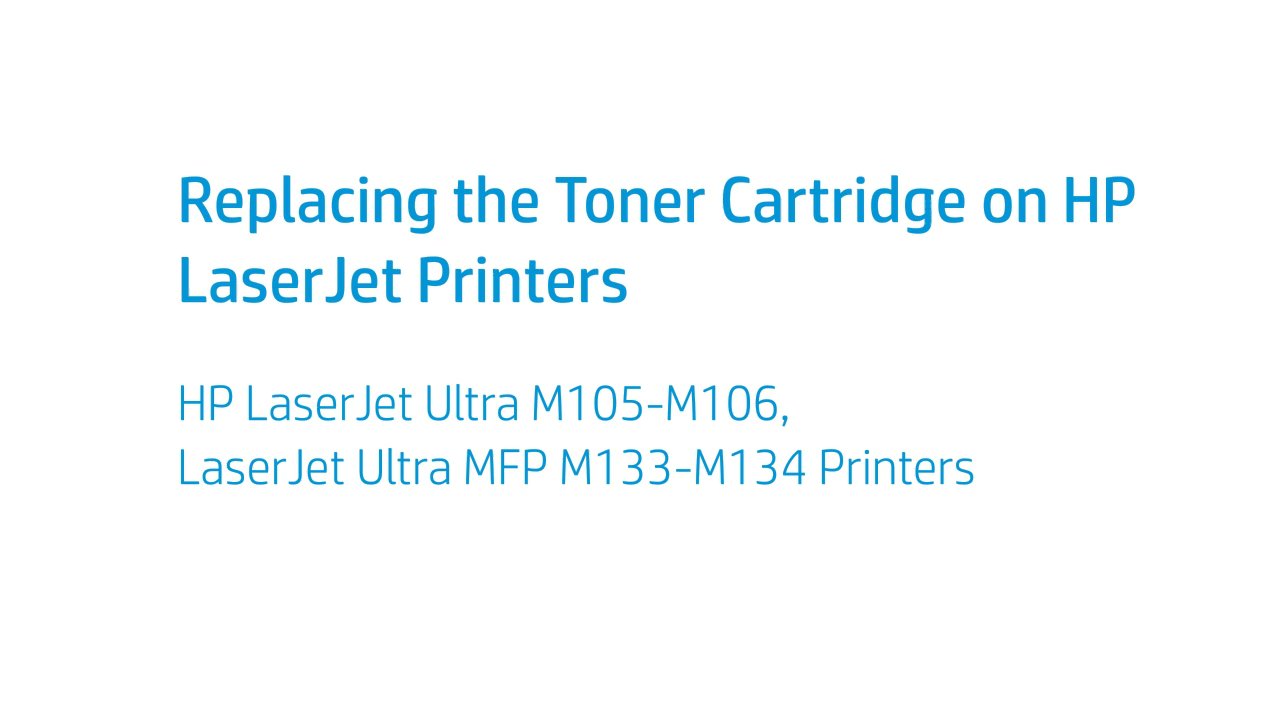 Replacing the Toner Cartridge on HP
LaserJet Printers
HP LaserJet Ultra M105-M106,
LaserJet Ultra MFP M133-M134 Printers